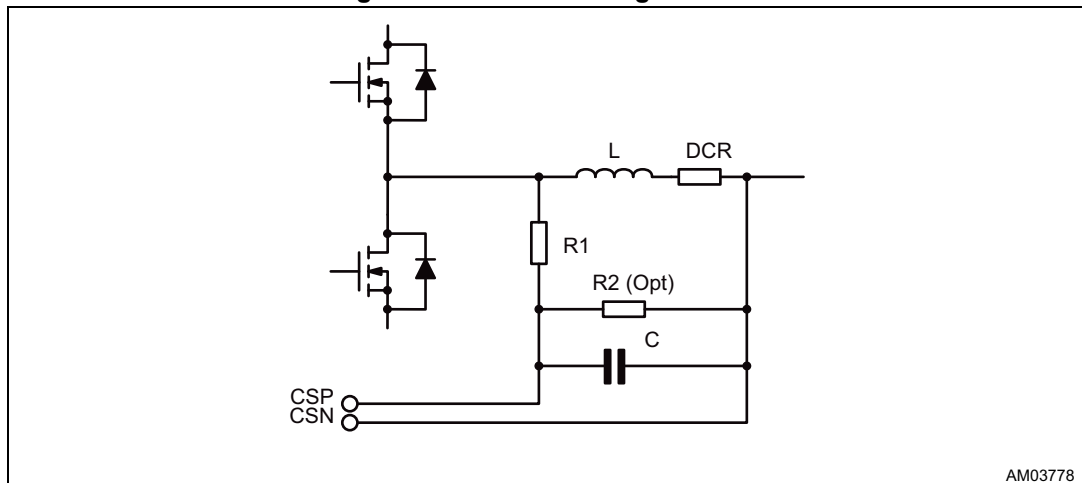 L
DCR
R1
R2 (Opt)
C
CSP
CSN
AM03778